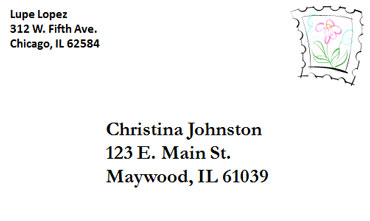 Lupe Lopez
312 W. Fifth Ave.
Chicago, IL 62584
Christina Johnston
123 E. Main St.
Maywood, IL 61039